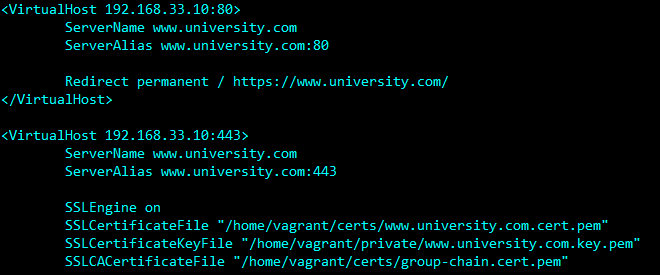 <VirtualHost 192.168.33.10:80>
ServerName www.university.com
ServerAlias www.university.com:80
Redirect permanent / https://www.university.com/
</VirtualHost>
<VirtualHost 192.168.33.10:443>
ServerName www.university.com
ServerAlias www.university.com:443
SSLEngine on
SSLCertificateFile "/home/vagrant/certs/www.university.com.cert.pem"
SSLCertificateKeyFile "/home/vagrant/private/www.university.com.key.pem"
SSLCACertificateFile "/home/vagrant/certs/group-chain.cert.pem"